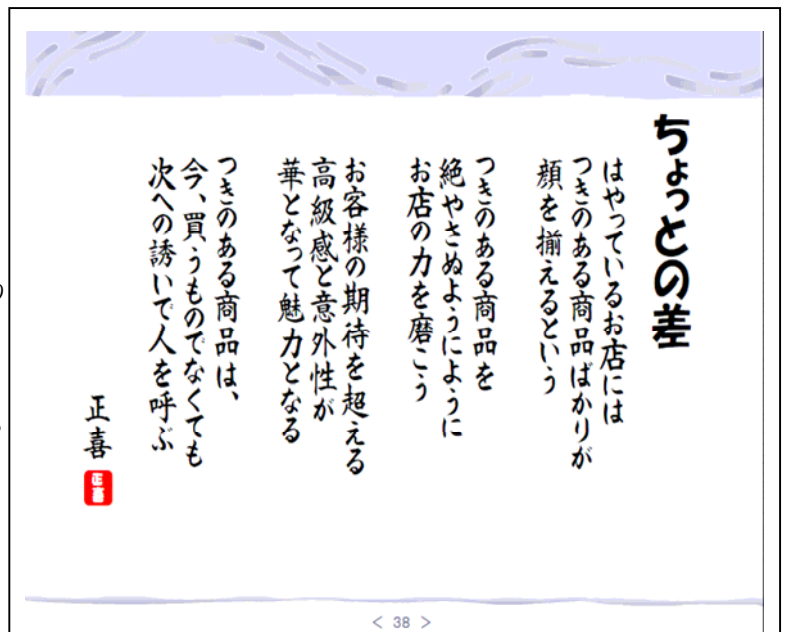 ちょっとの差
はやっているお店には
つきのある商品ばかりが
顔を揃えるという
つきのある商品を
絶やさぬようにように
お店の力を磨こう
お客様の期待を超える
高級感と意外性が
華となって魅力となる
つきのある商品は、
今、買うものでなくても
次への誘いで人を呼ぶ
正喜
正喜
< 38 >